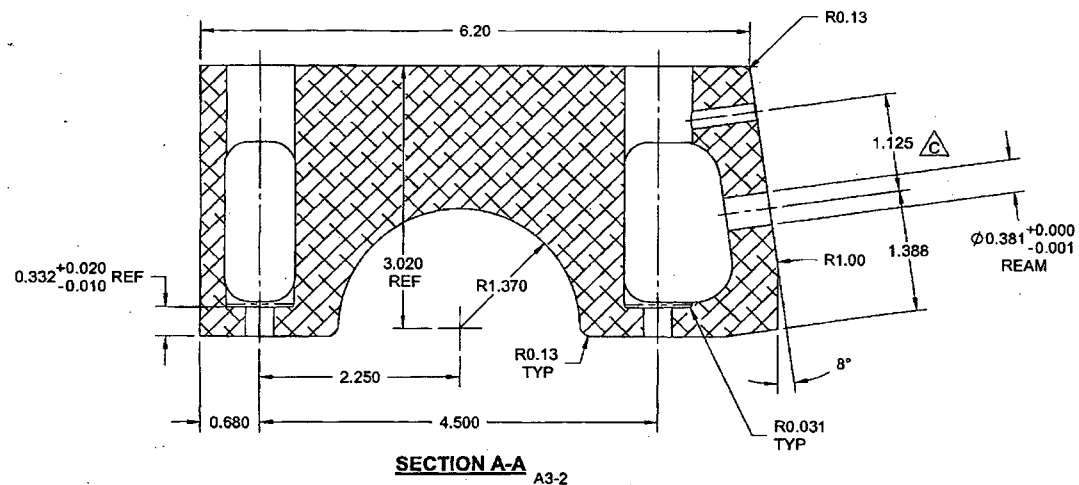 6.20
R0.13
1.125
C
Ø0.381 +0.000
-0.001
REAM
1.388
3.020
REF
R1.370
R1.00
0.332 +0.020
-0.010 REF
R0.13
TYP
8°
2.250
0.680
4.500
R0.031
TYP
SECTION A-A
A3-2